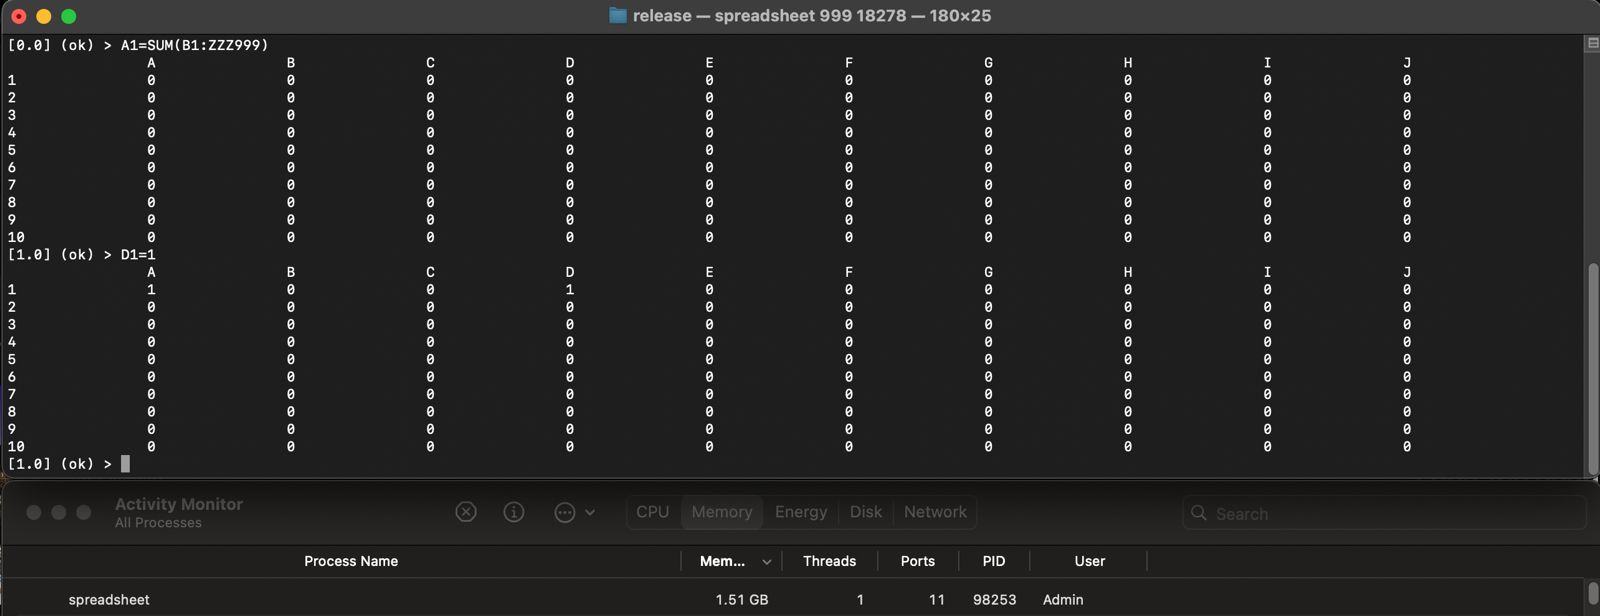 release — spreadsheet 999 18278 — 180×25
[0.0] (ok) > A1=SUM(B1:ZZZ999)
A B C D E F G H I J
1 0 0 0 0 0 0 0 0 0 0
2 0 0 0 0 0 0 0 0 0 0
3 0 0 0 0 0 0 0 0 0 0
4 0 0 0 0 0 0 0 0 0 0
5 0 0 0 0 0 0 0 0 0 0
6 0 0 0 0 0 0 0 0 0 0
7 0 0 0 0 0 0 0 0 0 0
8 0 0 0 0 0 0 0 0 0 0
9 0 0 0 0 0 0 0 0 0 0
10 0 0 0 0 0 0 0 0 0 0
[1.0] (ok) > D1=1
A B C D E F G H I J
1 1 0 0 1 0 0 0 0 0 0
2 0 0 0 0 0 0 0 0 0 0
3 0 0 0 0 0 0 0 0 0 0
4 0 0 0 0 0 0 0 0 0 0
5 0 0 0 0 0 0 0 0 0 0
6 0 0 0 0 0 0 0 0 0 0
7 0 0 0 0 0 0 0 0 0 0
8 0 0 0 0 0 0 0 0 0 0
9 0 0 0 0 0 0 0 0 0 0
10 0 0 0 0 0 0 0 0 0 0
[1.0] (ok) >
Activity Monitor
All Processes
CPU Memory Energy Disk Network
Search
Process Name Mem... Threads Ports PID User
spreadsheet 1.51 GB 1 11 98253 Admin